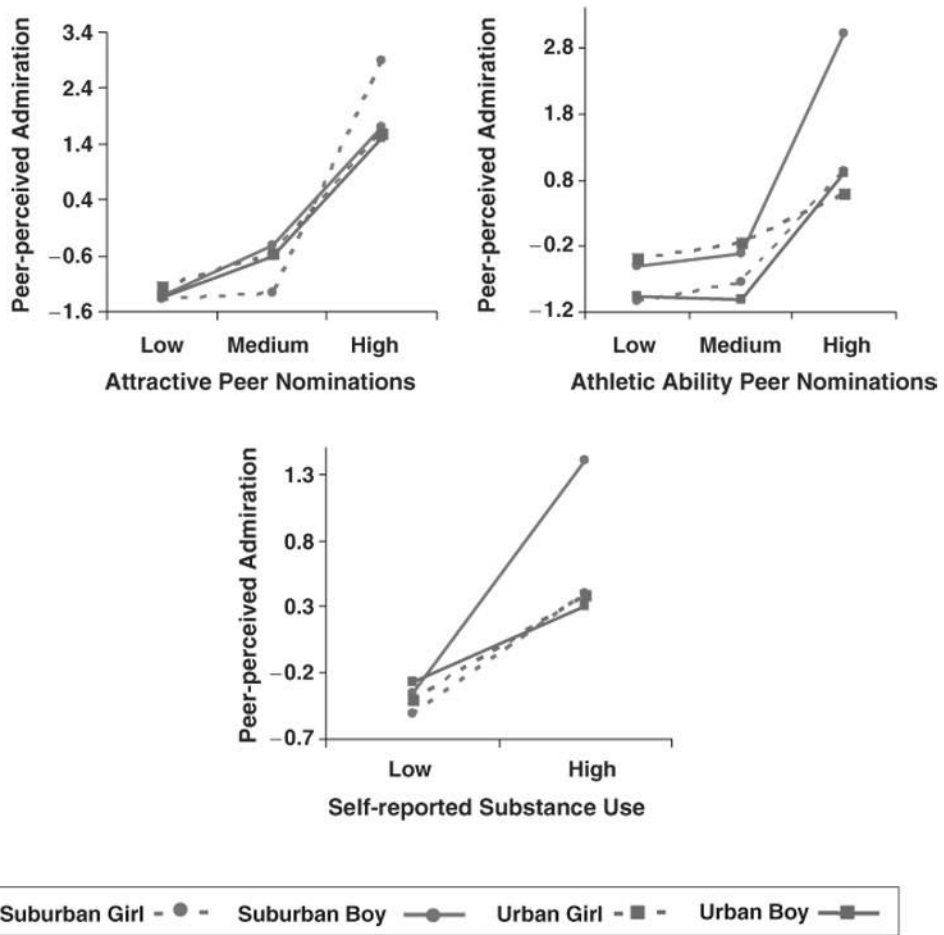 Peer-perceived Admiration
3.4
2.4
1.4
0.4
−0.6
−1.6
Low Medium High
Attractive Peer Nominations
Peer-perceived Admiration
2.8
1.8
0.8
−0.2
−1.2
Low Medium High
Athletic Ability Peer Nominations
Peer-perceived Admiration
1.3
0.8
0.3
−0.2
−0.7
Low High
Self-reported Substance Use
Suburban Girl Suburban Boy Urban Girl Urban Boy